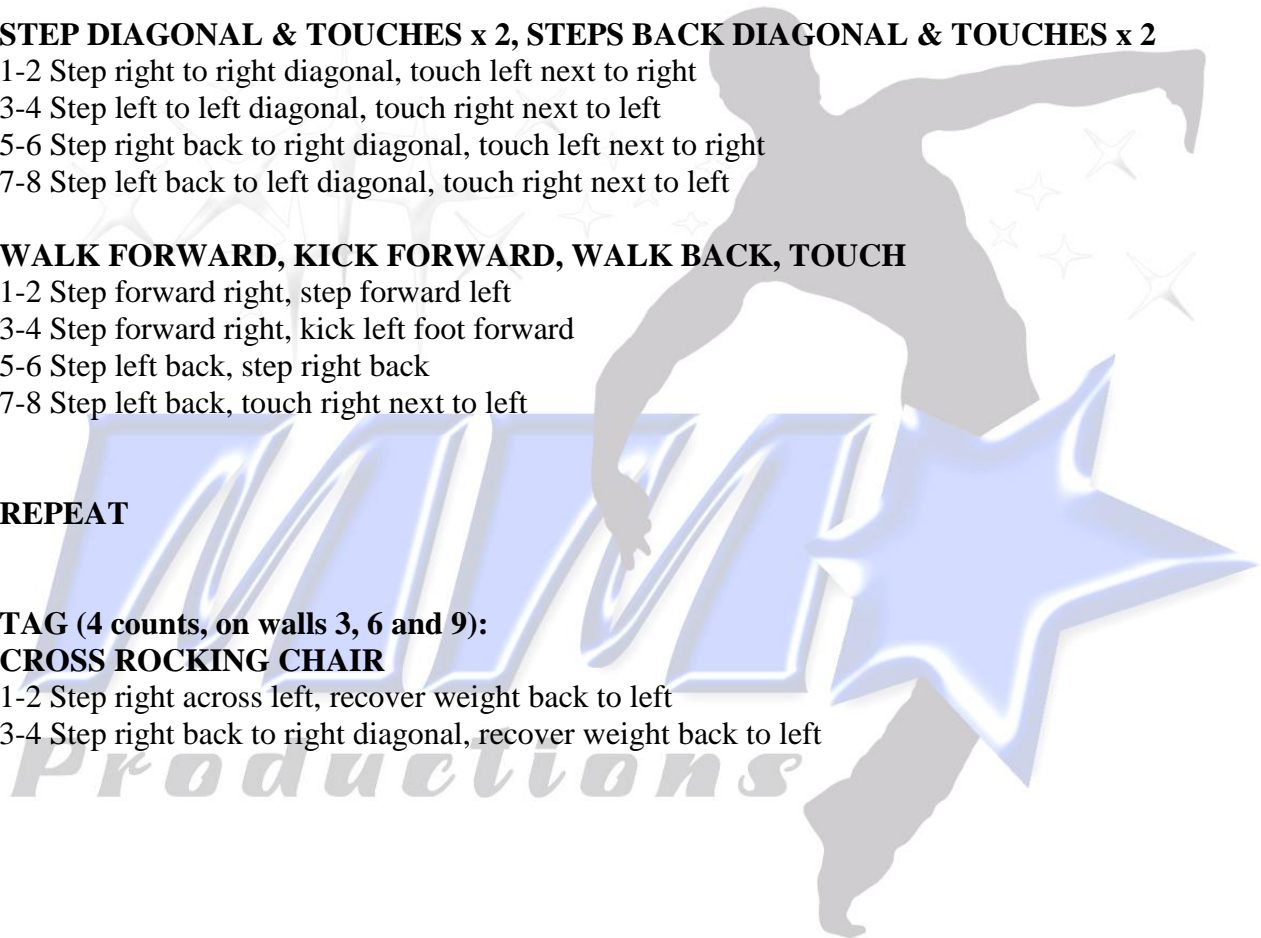 STEP DIAGONAL & TOUCHES x 2, STEPS BACK DIAGONAL & TOUCHES x 2
1-2 Step right to right diagonal, touch left next to right
3-4 Step left to left diagonal, touch right next to left
5-6 Step right back to right diagonal, touch left next to right
7-8 Step left back to left diagonal, touch right next to left
WALK FORWARD, KICK FORWARD, WALK BACK, TOUCH
1-2 Step forward right, step forward left
3-4 Step forward right, kick left foot forward
5-6 Step left back, step right back
7-8 Step left back, touch right next to left
REPEAT
TAG (4 counts, on walls 3, 6 and 9):
CROSS ROCKING CHAIR
1-2 Step right across left, recover weight back to left
3-4 Step right back to right diagonal, recover weight back to left
MM
Productions